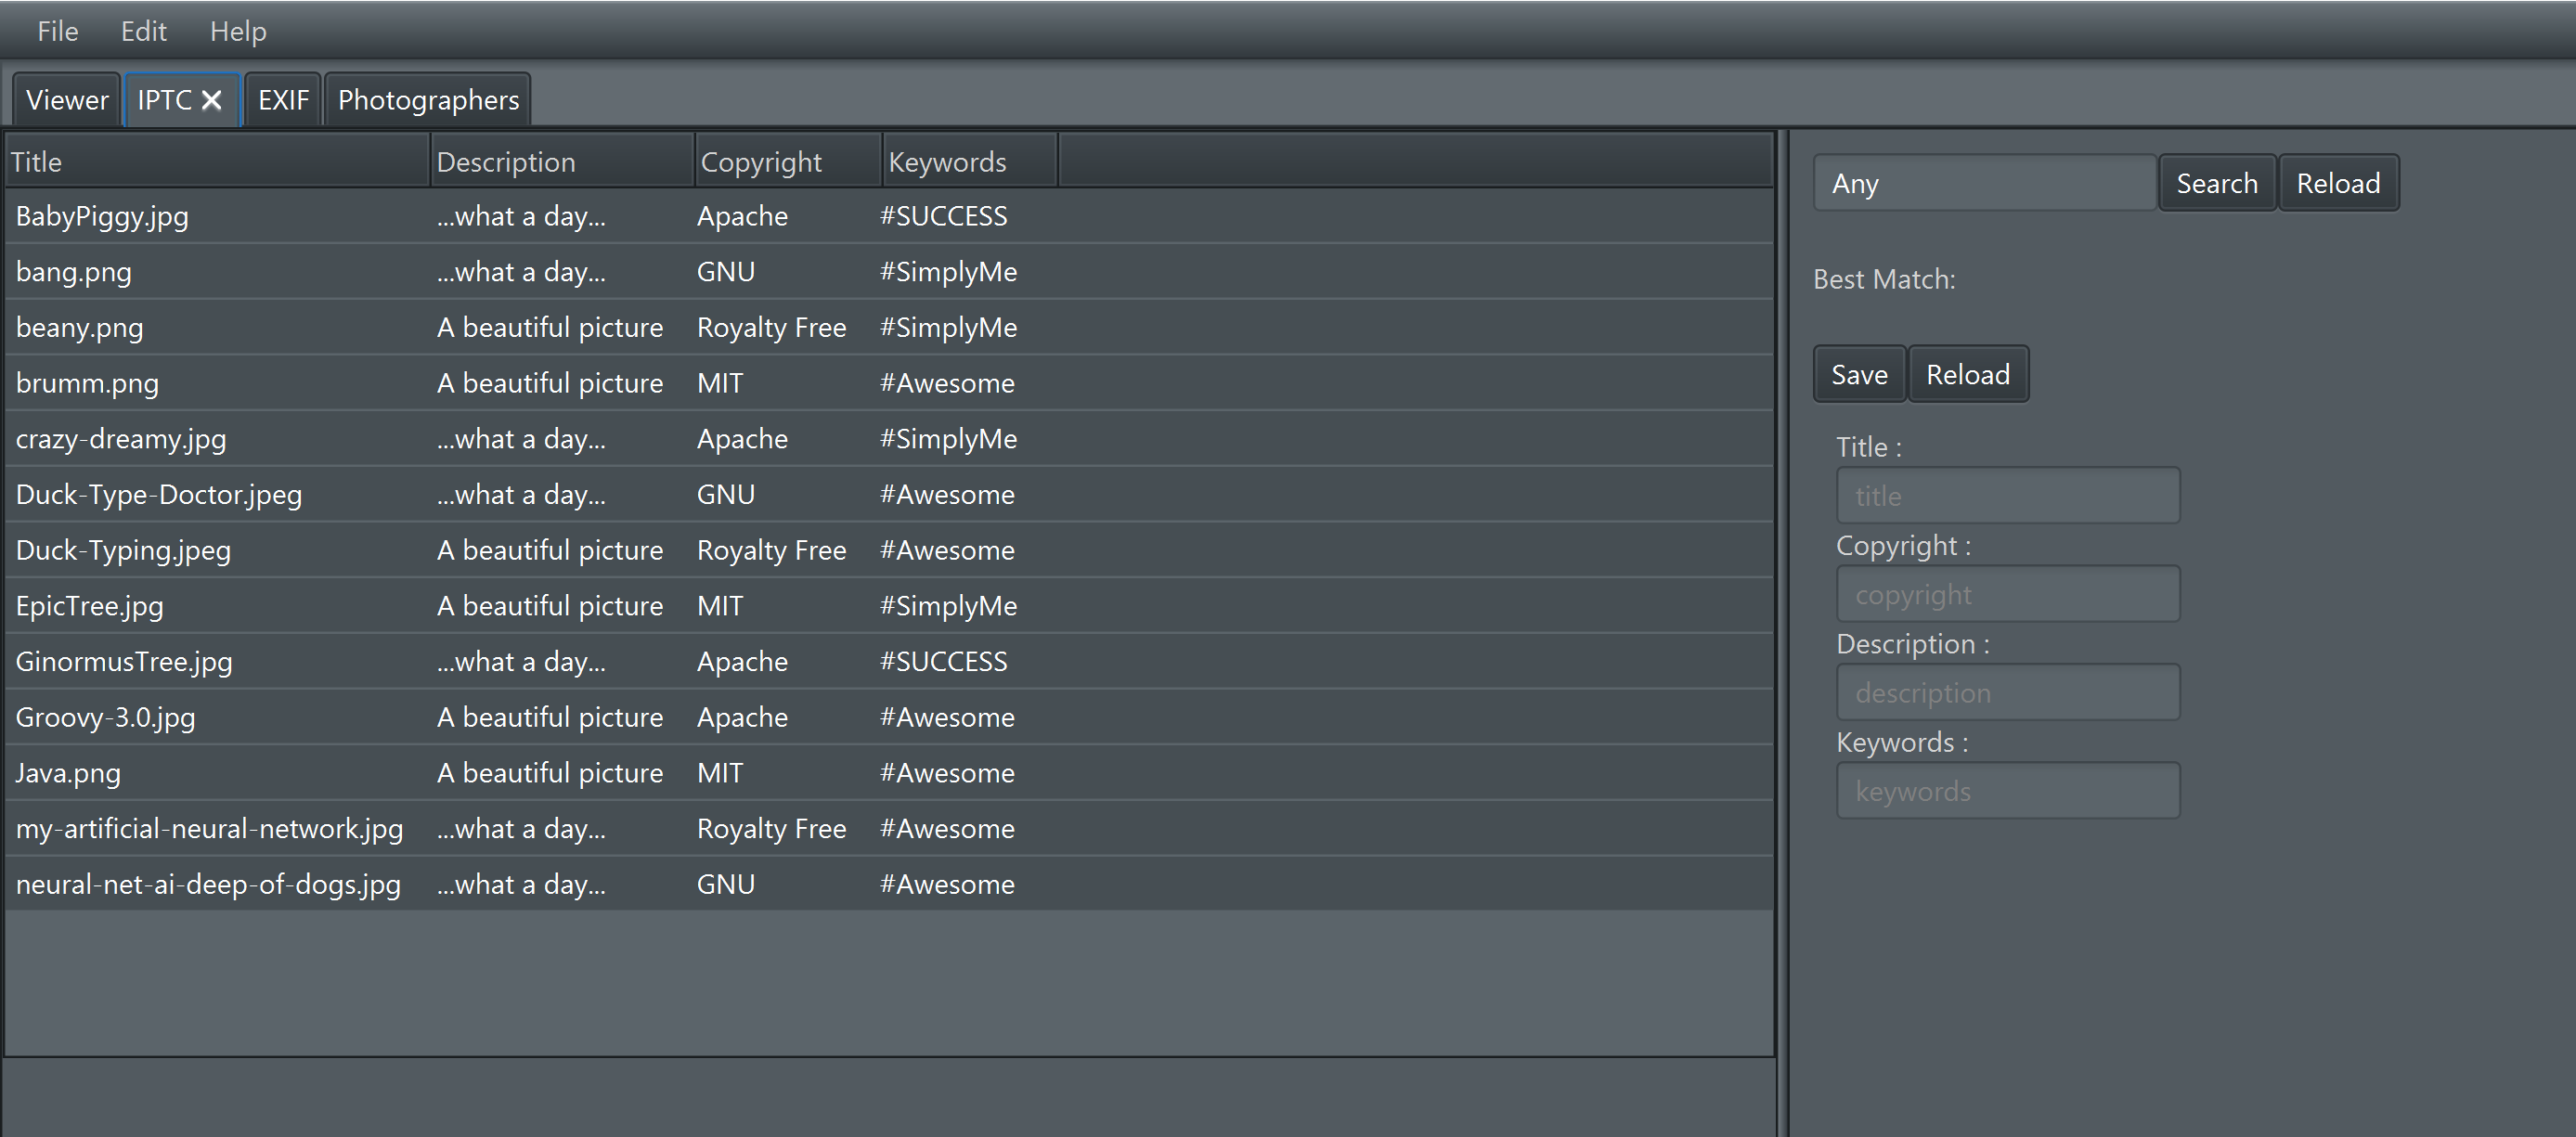 File Edit Help
Viewer IPTC EXIF Photographers
Title Description Copyright Keywords
BabyPiggy.jpg ...what a day... Apache #SUCCESS
bang.png ...what a day... GNU #SimplyMe
beany.png A beautiful picture Royalty Free #SimplyMe
brumm.png A beautiful picture MIT #Awesome
crazy-dreamy.jpg ...what a day... Apache #SimplyMe
Duck-Type-Doctor.jpeg ...what a day... GNU #Awesome
Duck-Typing.jpeg A beautiful picture Royalty Free #Awesome
EpicTree.jpg A beautiful picture MIT #SimplyMe
GinormusTree.jpg ...what a day... Apache #SUCCESS
Groovy-3.0.jpg A beautiful picture Apache #Awesome
Java.png A beautiful picture MIT #Awesome
my-artificial-neural-network.jpg ...what a day... Royalty Free #Awesome
neural-net-ai-deep-of-dogs.jpg ...what a day... GNU #Awesome
Any Search Reload
Best Match:
Save Reload
Title :
title
Copyright :
copyright
Description :
description
Keywords :
keywords